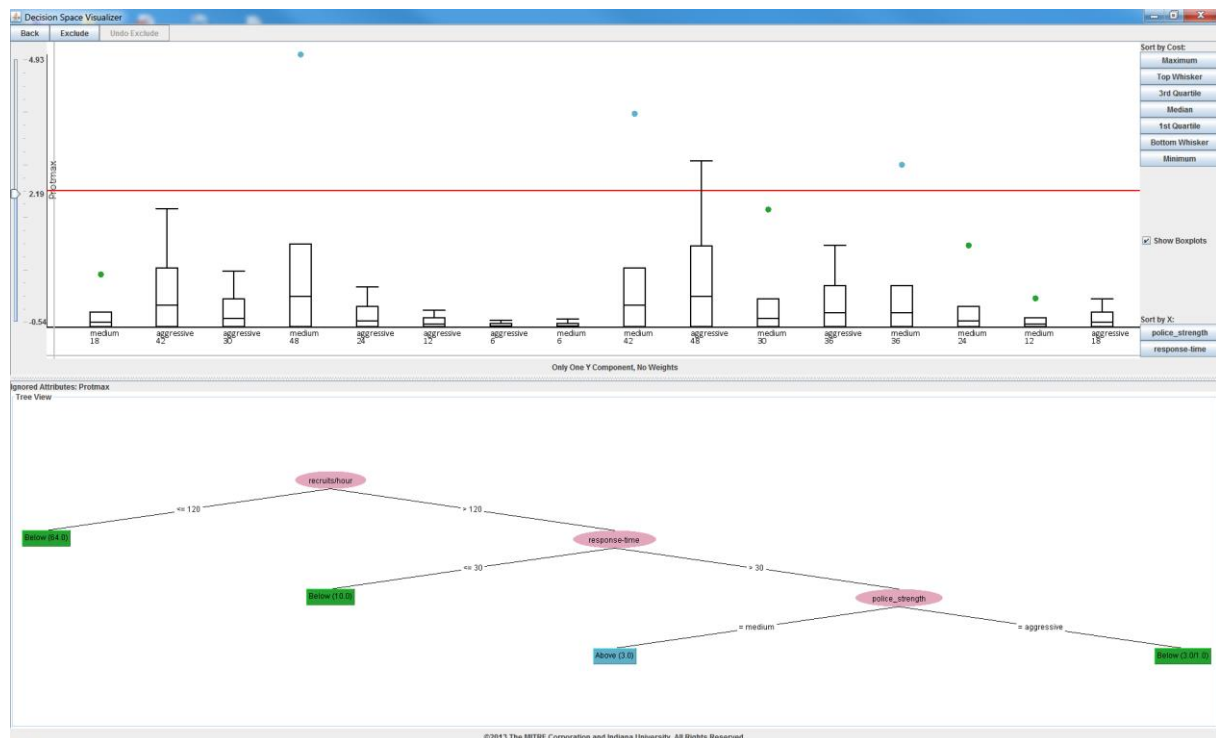 Decision Space Visualizer
Back Exclude Undo Exclude
Sort by Cost:
Maximum
Top Whisker
3rd Quartile
Median
1st Quartile
Bottom Whisker
Minimum
4.93
2.19
-0.54
Protmax
Show Boxplots
Sort by X:
police_strength
response-time
medium aggressive aggressive medium aggressive aggressive aggressive medium medium aggressive medium aggressive medium medium medium aggressive
18 42 30 48 24 12 6 6 42 48 30 36 36 24 12 18
Only One Y Component, No Weights
Ignored Attributes: Protmax
Tree View
recruits/hour
<= 120 > 120
Below (64.0) response-time
<= 30 > 30
Below (10.0) police_strength
= medium = aggressive
Above (3.0) Below (3.0/1.0)
©2013 The MITRE Corporation and Indiana University. All Rights Reserved